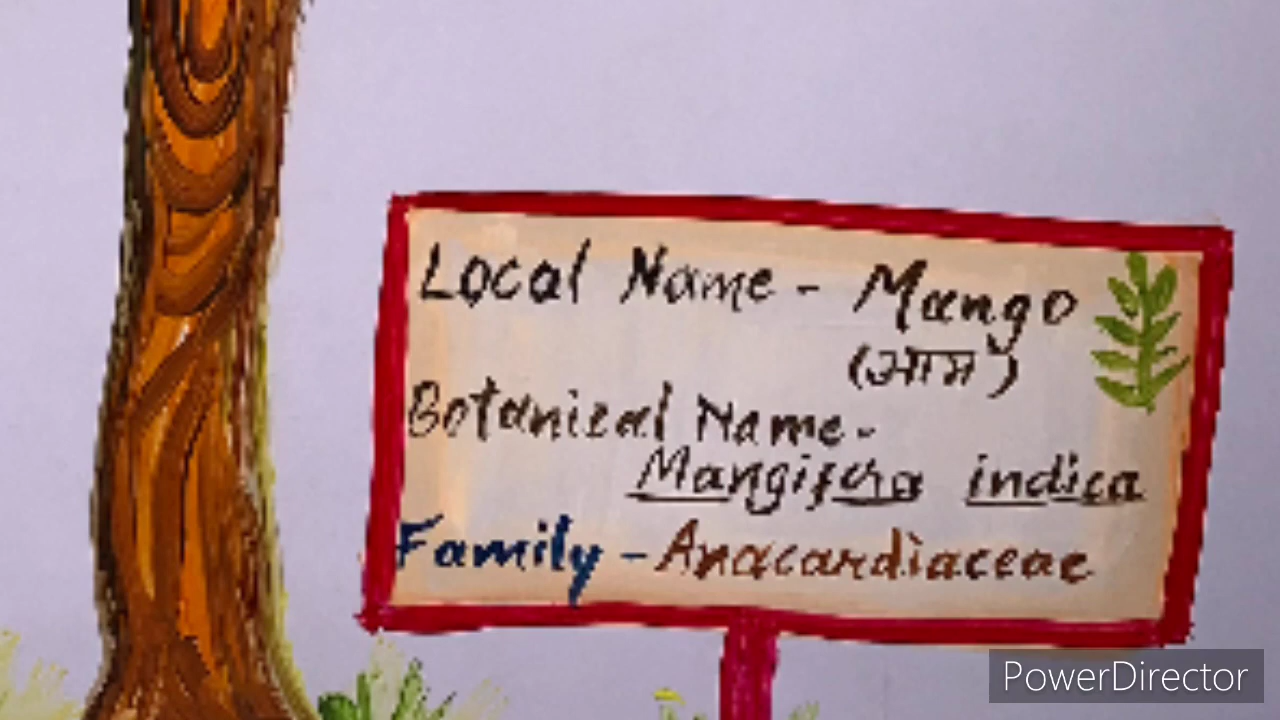 Local Name - Mango
(आम)
Botanical Name-
Mangifera indica
Family - Anacardiaceae
PowerDirector